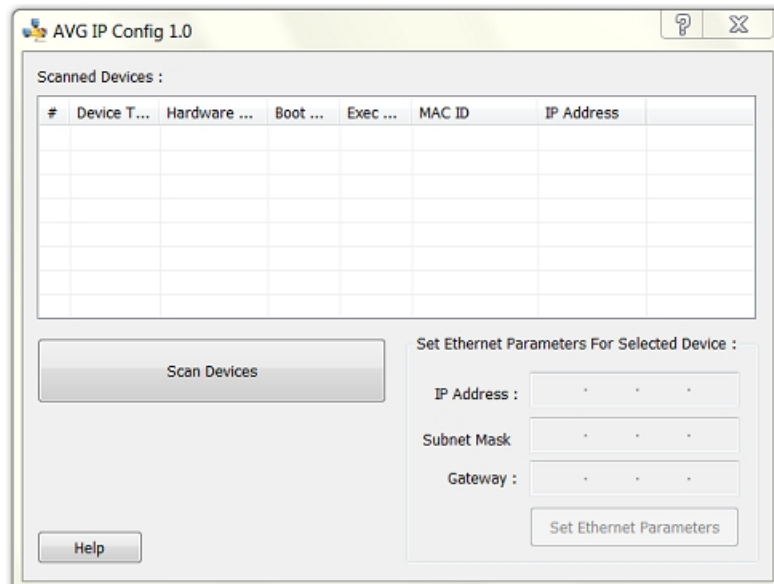 AVG IP Config 1.0
Scanned Devices :
# Device T... Hardware ... Boot ... Exec ... MAC ID IP Address
Scan Devices
Set Ethernet Parameters For Selected Device :
IP Address : . . .
Subnet Mask . . .
Gateway : . . .
Set Ethernet Parameters
Help